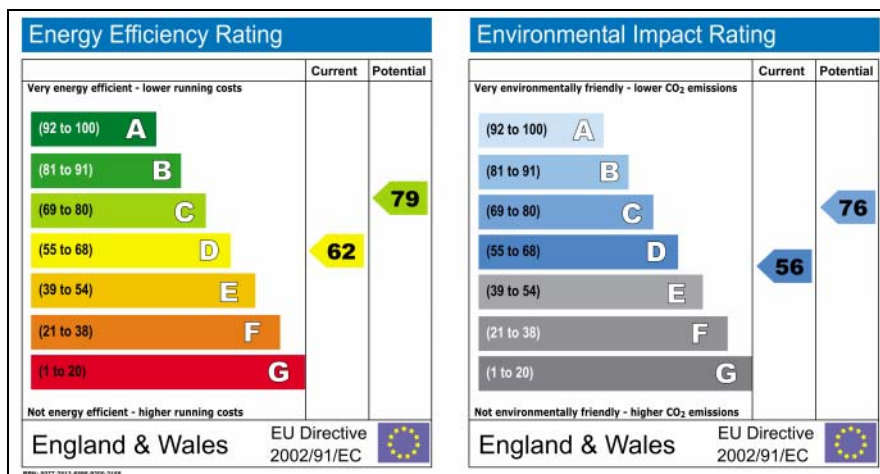 Energy Efficiency Rating
Current Potential
Very energy efficient - lower running costs
(92 to 100) A
(81 to 91) B
(69 to 80) C
(55 to 68) D
(39 to 54) E
(21 to 38) F
(1 to 20) G
62
79
Not energy efficient - higher running costs
England & Wales
EU Directive
2002/91/EC
Environmental Impact Rating
Current Potential
Very environmentally friendly - lower CO₂ emissions
(92 to 100) A
(81 to 91) B
(69 to 80) C
(55 to 68) D
(39 to 54) E
(21 to 38) F
(1 to 20) G
56
76
Not environmentally friendly - higher CO₂ emissions
England & Wales
EU Directive
2002/91/EC